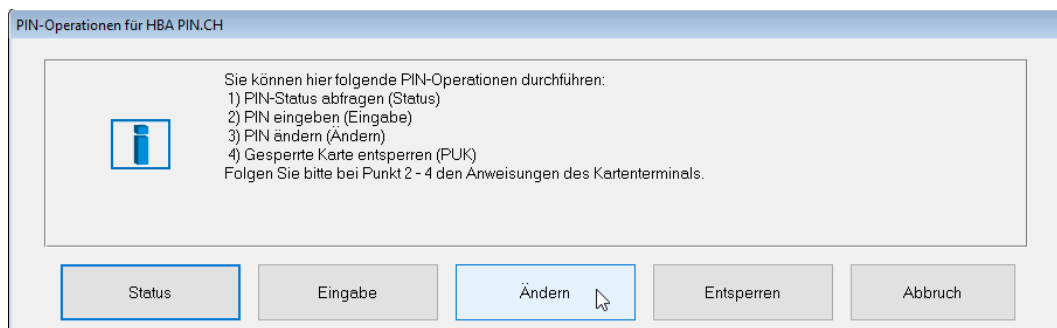 PIN-Operationen für HBA PIN.CH
Sie können hier folgende PIN-Operationen durchführen:
1) PIN-Status abfragen (Status)
2) PIN eingeben (Eingabe)
3) PIN ändern (Ändern)
4) Gesperrte Karte entsperren (PUK)
Folgen Sie bitte bei Punkt 2 - 4 den Anweisungen des Kartenterminals.
Status Eingabe Ändern Entsperren Abbruch